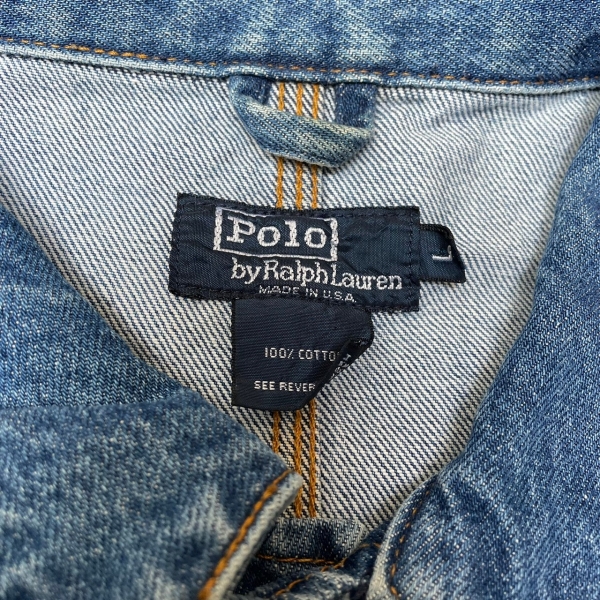 Polo
by Ralph Lauren
MADE IN U.S.A.
L
100% COTTO
SEE REVER